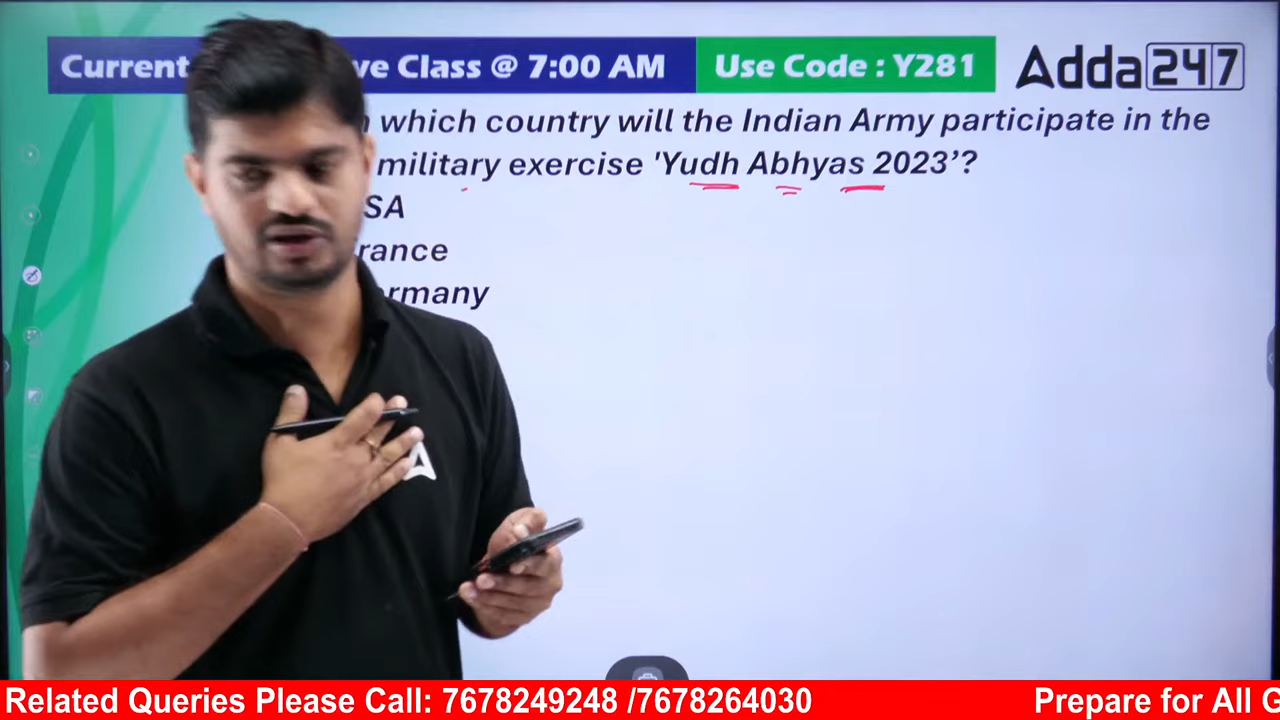 Current ve Class @ 7:00 AM
Use Code : Y281
Adda247
which country will the Indian Army participate in the
military exercise 'Yudh Abhyas 2023’?
SA
rance
ermany
Related Queries Please Call: 7678249248 /7678264030
Prepare for All G